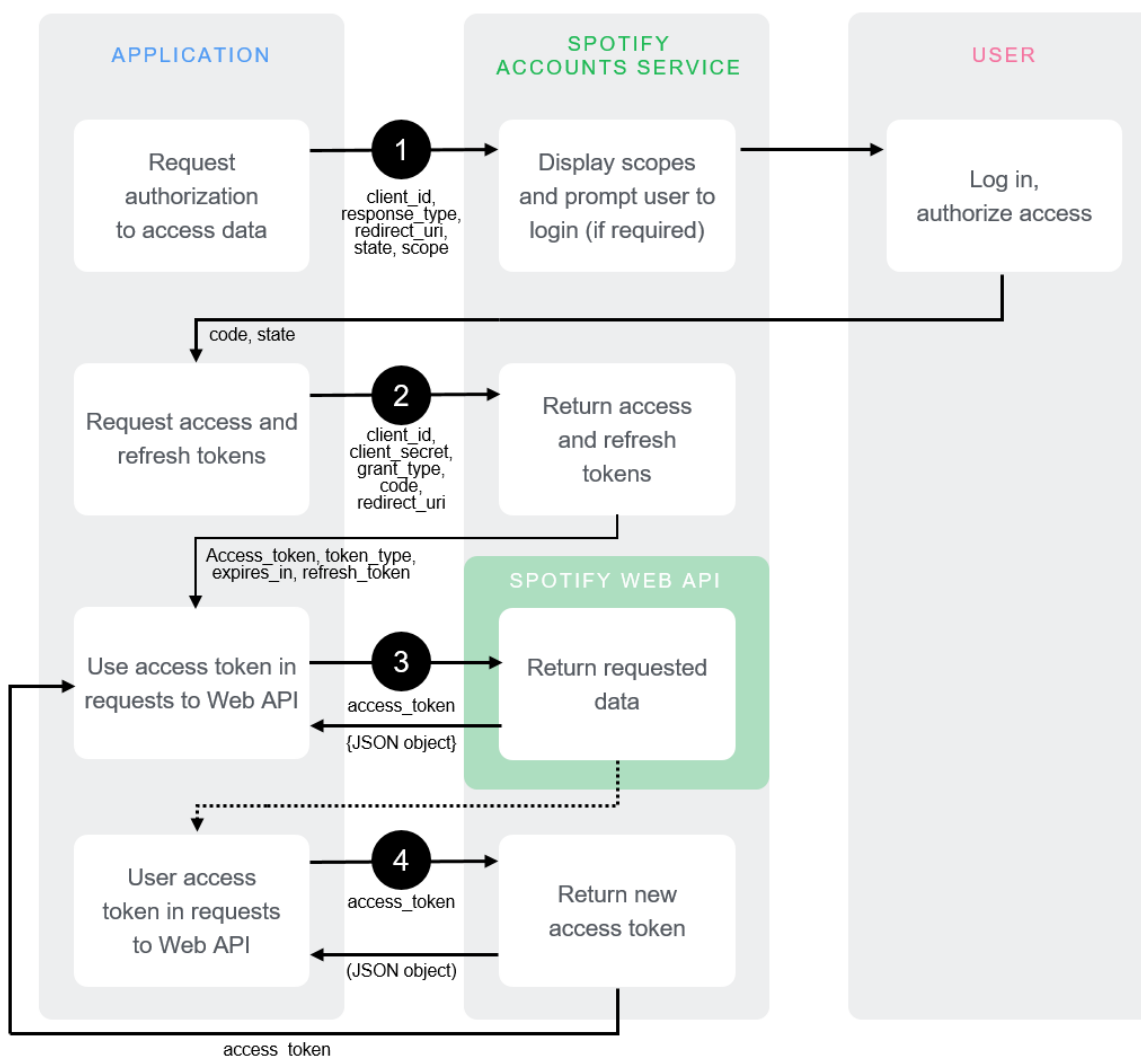 APPLICATION
SPOTIFY
ACCOUNTS SERVICE
USER
Request
authorization
to access data
1
client_id,
response_type,
redirect_uri,
state, scope
Display scopes
and prompt user to
login (if required)
Log in,
authorize access
code, state
Request access and
refresh tokens
2
client_id,
client_secret,
grant_type,
code,
redirect_uri
Return access
and refresh
tokens
Access_token, token_type,
expires_in, refresh_token
SPOTIFY WEB API
Use access token in
requests to Web API
3
access_token
{JSON object}
Return requested
data
User access
token in requests
to Web API
4
access_token
(JSON object)
Return new
access token
access_token